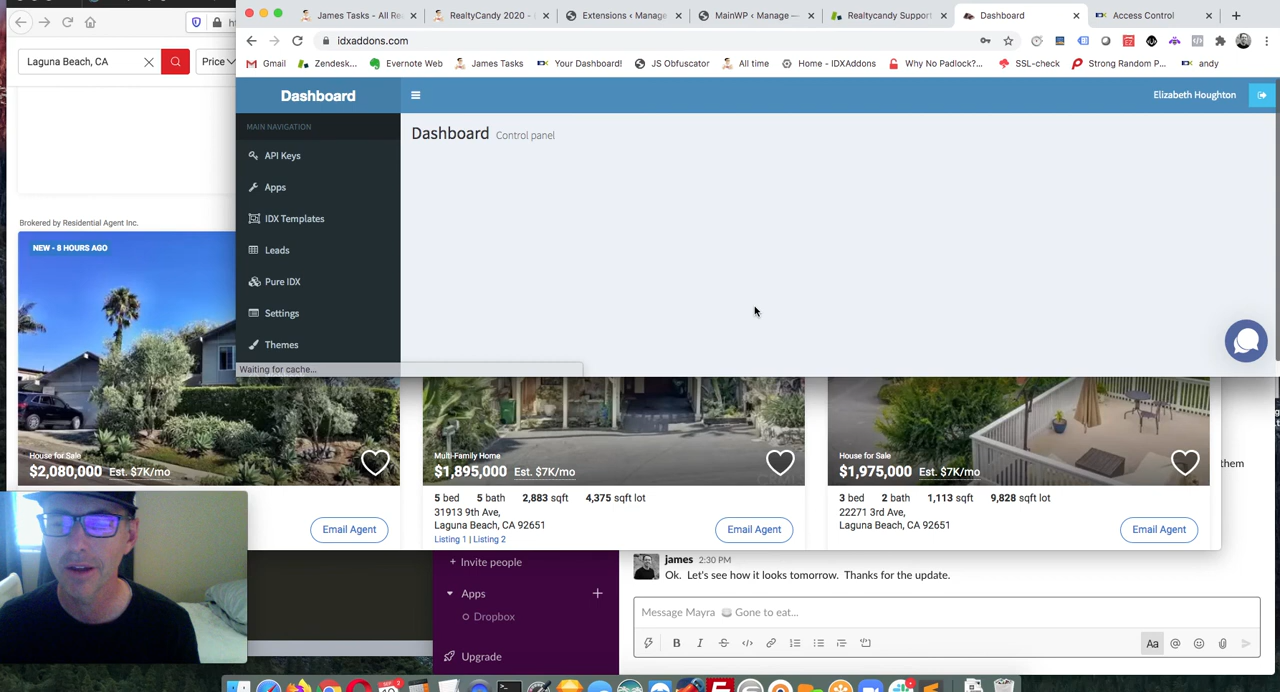 James Tasks - All Re
RealtyCandy 2020 -
Extensions ‹ Manage
MainWP ‹ Manage —
Realtycandy Support
Dashboard
Access Control
idxaddons.com
Gmail
Zendesk...
Evernote Web
James Tasks
Your Dashboard!
JS Obfuscator
All time
Home - IDXAddons
Why No Padlock?...
SSL-check
Strong Random P...
andy
Laguna Beach, CA
Price
Dashboard
Elizabeth Houghton
MAIN NAVIGATION
Dashboard Control panel
API Keys
Apps
IDX Templates
Leads
Pure IDX
Settings
Themes
Waiting for cache...
Brokered by Residential Agent Inc.
NEW - 8 HOURS AGO
House for Sale
$2,080,000 Est. $7K/mo
Email Agent
Multi-Family Home
$1,895,000 Est. $7K/mo
5 bed 5 bath 2,883 sqft 4,375 sqft lot
31913 9th Ave,
Laguna Beach, CA 92651
Listing 1 | Listing 2
Email Agent
House for Sale
$1,975,000 Est. $7K/mo
3 bed 2 bath 1,113 sqft 9,828 sqft lot
22271 3rd Ave,
Laguna Beach, CA 92651
Email Agent
them
+ Invite people
Apps
Dropbox
Upgrade
james 2:30 PM
Ok. Let's see how it looks tomorrow. Thanks for the update.
Message Mayra Gone to eat...
B I S
Aa